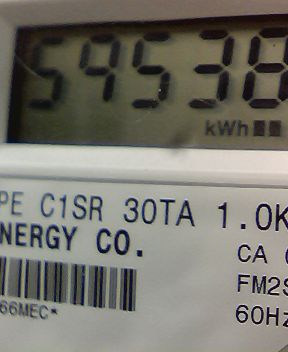 59538
kWh
PE C1SR 30TA 1.0K
NERGY CO.
CA
FM2S
66MEC*
60Hz